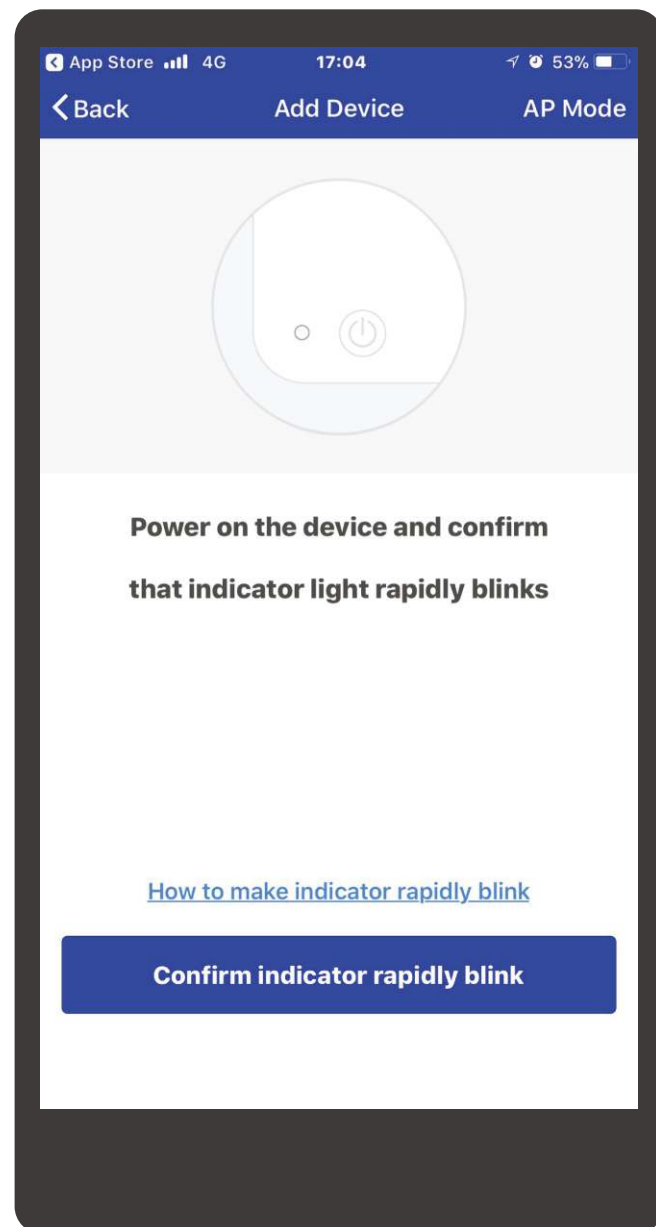 App Store 4G 17:04 53%
Back Add Device AP Mode
Power on the device and confirm
that indicator light rapidly blinks
How to make indicator rapidly blink
Confirm indicator rapidly blink